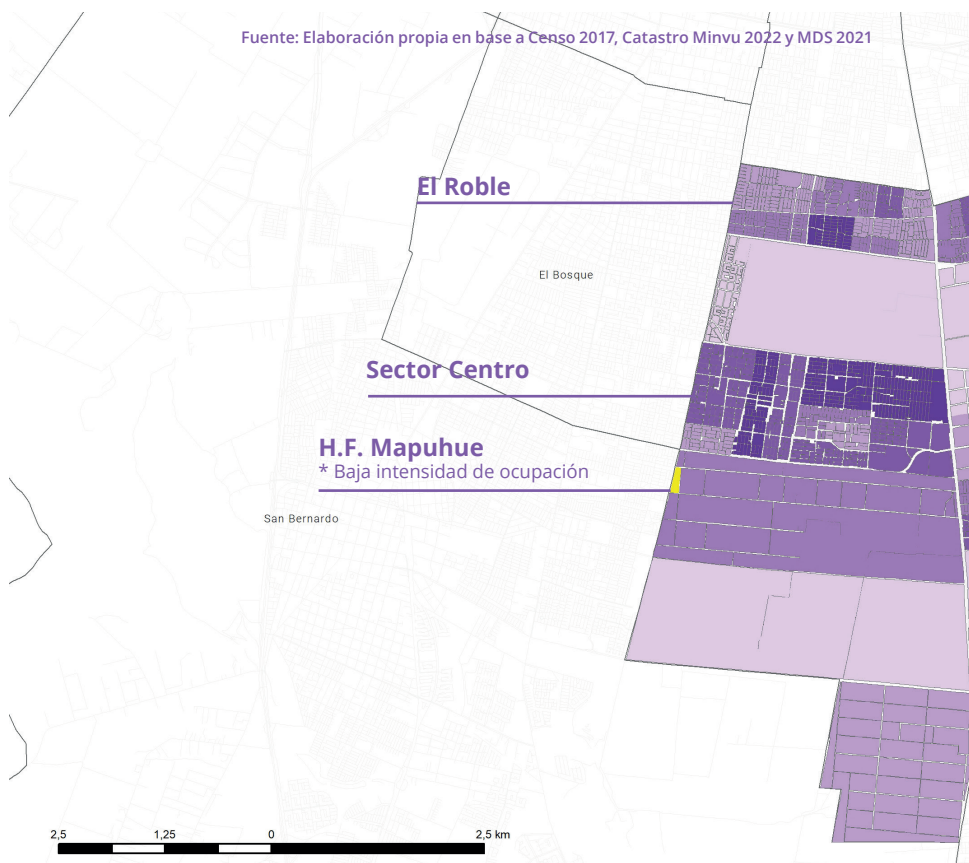 Fuente: Elaboración propia en base a Censo 2017, Catastro Minvu 2022 y MDS 2021
El Roble
El Bosque
Sector Centro
H.F. Mapuhue
* Baja intensidad de ocupación
San Bernardo
2,5 1,25 0 2,5 km